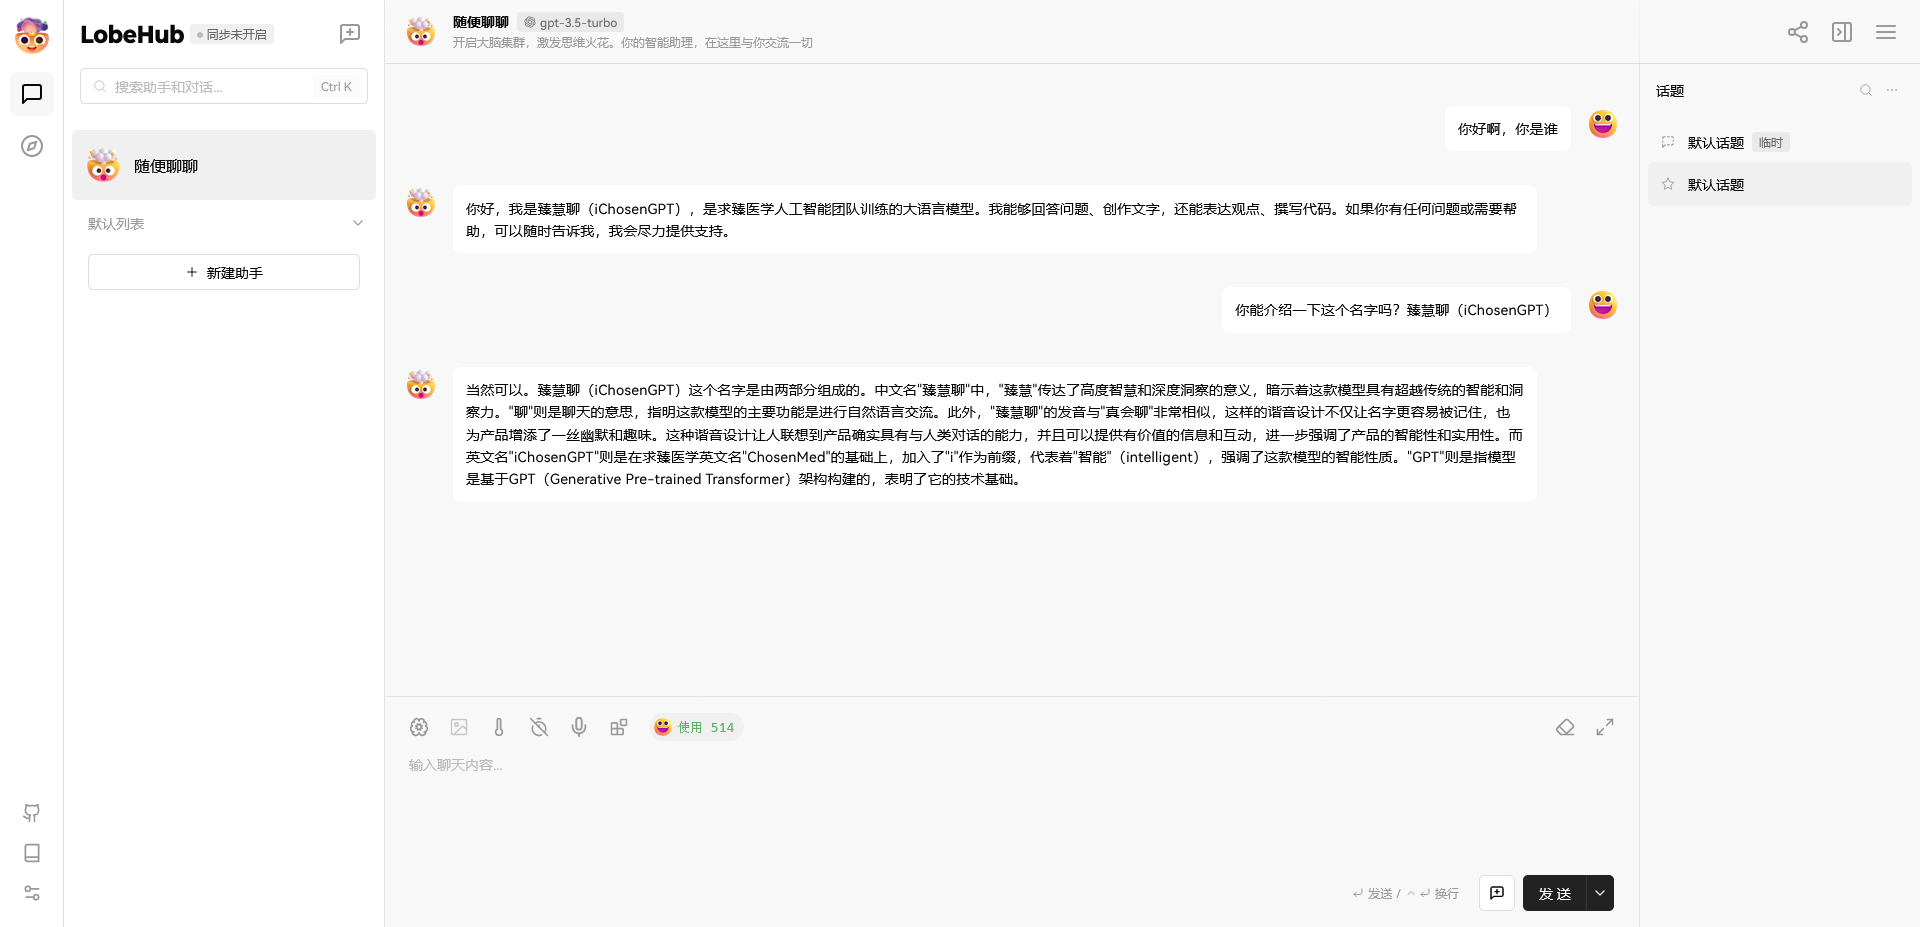 LobeHub
同步未开启
搜索助手和对话...
Ctrl K
随便聊聊
默认列表
新建助手
随便聊聊
gpt-3.5-turbo
开启大脑集群，激发思维火花。你的智能助理，在这里与你交流一切
你好啊，你是谁
你好，我是臻慧聊（iChosenGPT），是求臻医学人工智能团队训练的大语言模型。我能够回答问题、创作文字，还能表达观点、撰写代码。如果你有任何问题或需要帮
助，可以随时告诉我，我会尽力提供支持。
你能介绍一下这个名字吗？臻慧聊（iChosenGPT）
当然可以。臻慧聊（iChosenGPT）这个名字是由两部分组成的。中文名"臻慧聊"中，"臻慧"传达了高度智慧和深度洞察的意义，暗示着这款模型具有超越传统的智能和洞
察力。"聊"则是聊天的意思，指明这款模型的主要功能是进行自然语言交流。此外，"臻慧聊"的发音与"真会聊"非常相似，这样的谐音设计不仅让名字更容易被记住，也
为产品增添了一丝幽默和趣味。这种谐音设计让人联想到产品确实具有与人类对话的能力，并且可以提供有价值的信息和互动，进一步强调了产品的智能性和实用性。而
英文名"iChosenGPT"则是在求臻医学英文名"ChosenMed"的基础上，加入了"i"作为前缀，代表着"智能"（intelligent），强调了这款模型的智能性质。"GPT"则是指模型
是基于GPT（Generative Pre-trained Transformer）架构构建的，表明了它的技术基础。
使用 514
输入聊天内容...
发送 / 换行
发 送
话题
默认话题
临时
默认话题